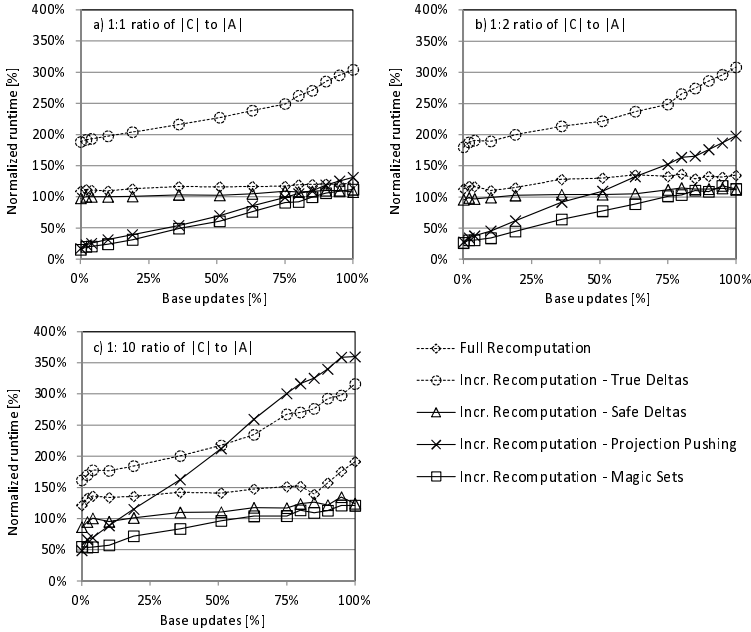 a) 1:1 ratio of |C| to |A|
400%
350%
300%
250%
200%
150%
100%
50%
0%
Normalized runtime [%]
0% 25% 50% 75% 100%
Base updates [%]
b) 1:2 ratio of |C| to |A|
400%
350%
300%
250%
200%
150%
100%
50%
0%
Normalized runtime [%]
0% 25% 50% 75% 100%
Base updates [%]
c) 1: 10 ratio of |C| to |A|
400%
350%
300%
250%
200%
150%
100%
50%
0%
Normalized runtime [%]
0% 25% 50% 75% 100%
Base updates [%]
Full Recomputation
Incr. Recomputation - True Deltas
Incr. Recomputation - Safe Deltas
Incr. Recomputation - Projection Pushing
Incr. Recomputation - Magic Sets